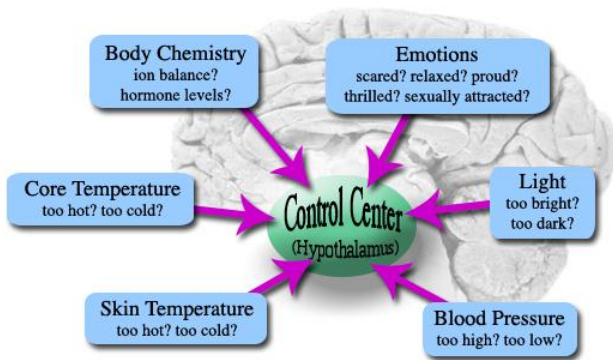 Body Chemistry
ion balance?
hormone levels?
Emotions
scared? relaxed? proud?
thrilled? sexually attracted?
Core Temperature
too hot? too cold?
Control Center
(Hypothalamus)
Light
too bright?
too dark?
Skin Temperature
too hot? too cold?
Blood Pressure
too high? too low?